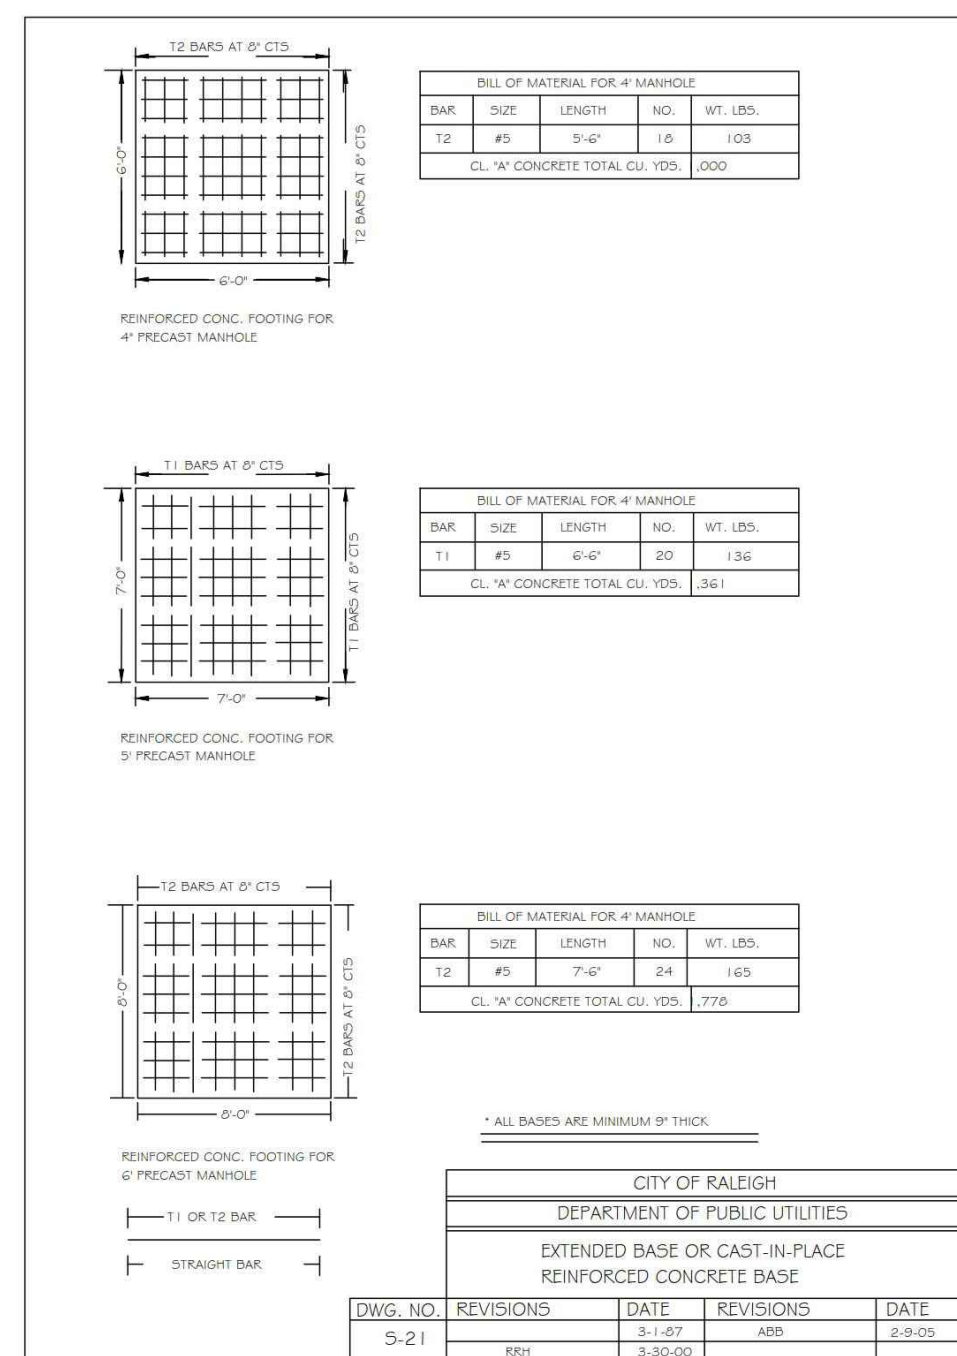 T2 BARS AT 8" CTS
6'-0"
T2 BARS AT 8" CTS
6'-0"
REINFORCED CONC. FOOTING FOR
4" PRECAST MANHOLE
BILL OF MATERIAL FOR 4' MANHOLE
BAR SIZE LENGTH NO. WT. LBS.
T2 #5 5'-6" 18 103
CL. "A" CONCRETE TOTAL CU. YDS. .000
T1 BARS AT 8" CTS
7'-0"
T1 BARS AT 8" CTS
7'-0"
REINFORCED CONC. FOOTING FOR
5' PRECAST MANHOLE
BILL OF MATERIAL FOR 4' MANHOLE
BAR SIZE LENGTH NO. WT. LBS.
T1 #5 6'-6" 20 136
CL. "A" CONCRETE TOTAL CU. YDS. .361
T2 BARS AT 8" CTS
8'-0"
T2 BARS AT 8" CTS
8'-0"
REINFORCED CONC. FOOTING FOR
6' PRECAST MANHOLE
BILL OF MATERIAL FOR 4' MANHOLE
BAR SIZE LENGTH NO. WT. LBS.
T2 #5 7'-6" 24 165
CL. "A" CONCRETE TOTAL CU. YDS. 1.778
* ALL BASES ARE MINIMUM 9" THICK
T1 OR T2 BAR
STRAIGHT BAR
CITY OF RALEIGH
DEPARTMENT OF PUBLIC UTILITIES
EXTENDED BASE OR CAST-IN-PLACE
REINFORCED CONCRETE BASE
DWG. NO. REVISIONS DATE REVISIONS DATE
S-21 3-1-87 ABB 2-9-05
RRH 3-30-00